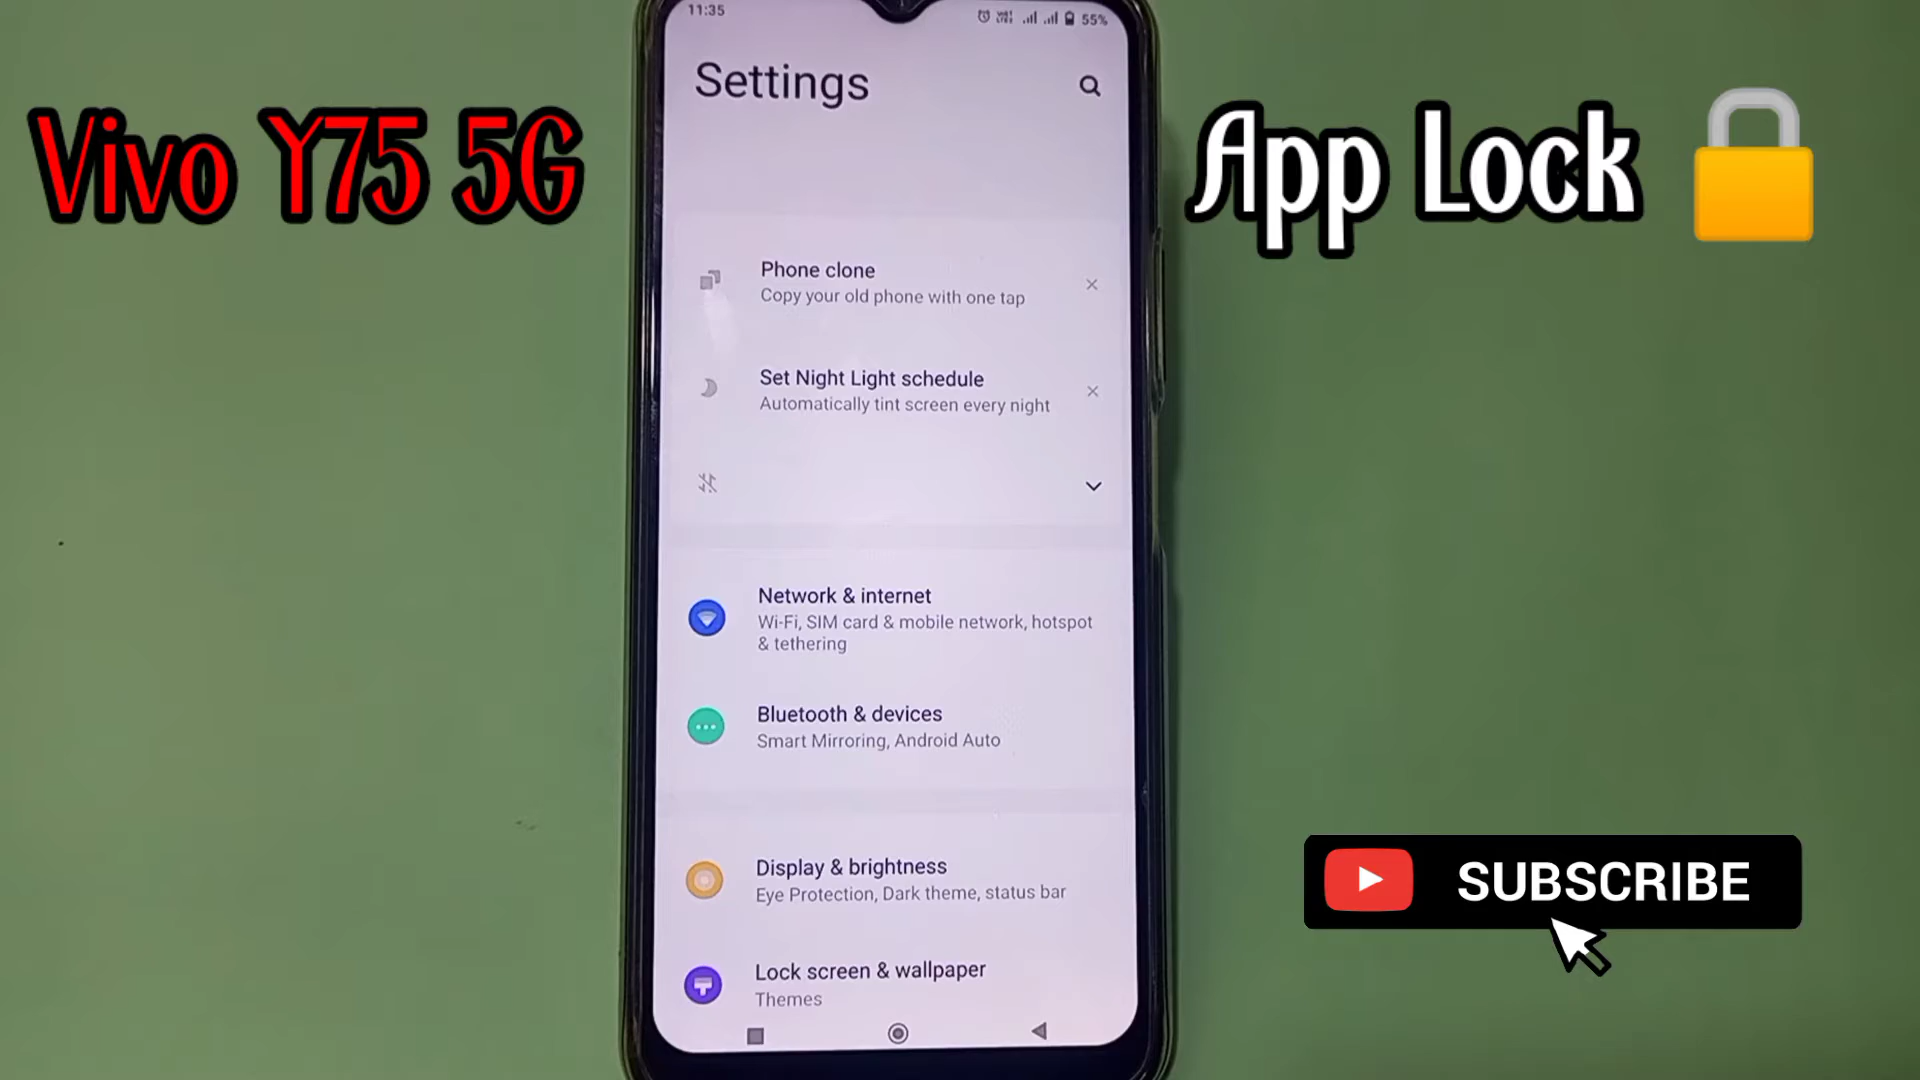 11:35
55%
Settings
Vivo Y75 5G
App Lock
Phone clone
Copy your old phone with one tap
Set Night Light schedule
Automatically tint screen every night
Network & internet
Wi-Fi, SIM card & mobile network, hotspot
& tethering
Bluetooth & devices
Smart Mirroring, Android Auto
Display & brightness
Eye Protection, Dark theme, status bar
Lock screen & wallpaper
Themes
SUBSCRIBE